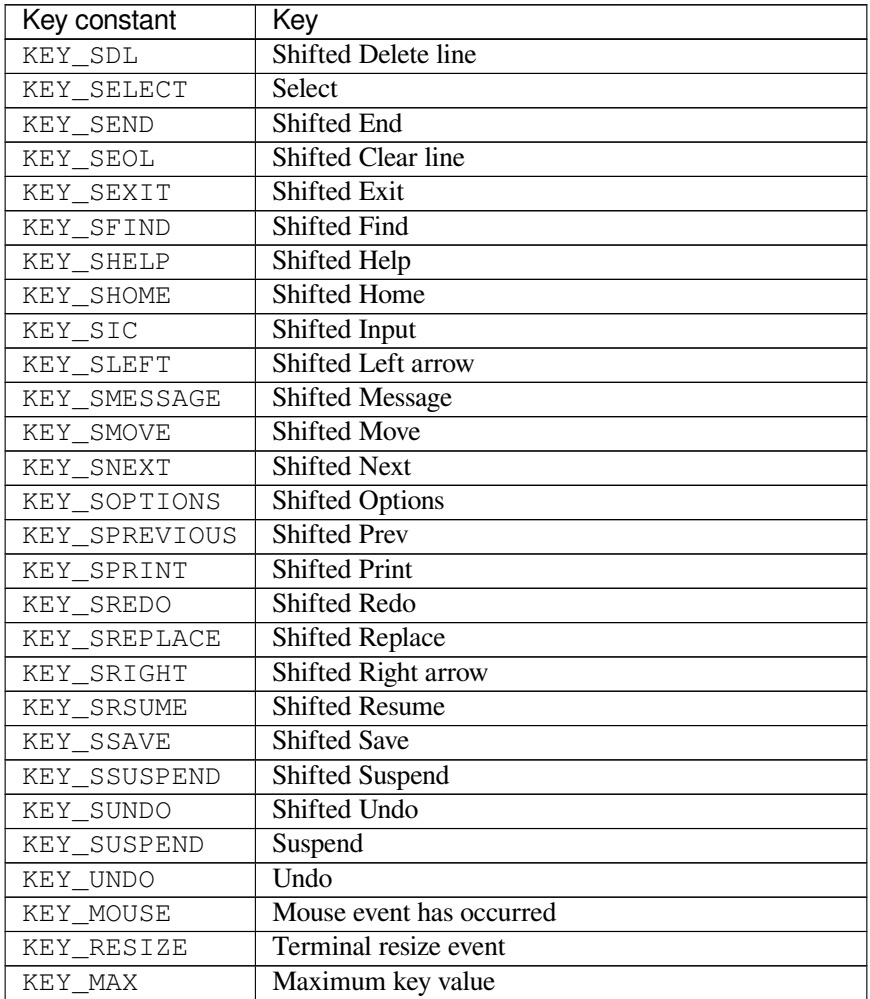 Key constant Key
KEY_SDL Shifted Delete line
KEY_SELECT Select
KEY_SEND Shifted End
KEY_SEOL Shifted Clear line
KEY_SEXIT Shifted Exit
KEY_SFIND Shifted Find
KEY_SHELP Shifted Help
KEY_SHOME Shifted Home
KEY_SIC Shifted Input
KEY_SLEFT Shifted Left arrow
KEY_SMESSAGE Shifted Message
KEY_SMOVE Shifted Move
KEY_SNEXT Shifted Next
KEY_SOPTIONS Shifted Options
KEY_SPREVIOUS Shifted Prev
KEY_SPRINT Shifted Print
KEY_SREDO Shifted Redo
KEY_SREPLACE Shifted Replace
KEY_SRIGHT Shifted Right arrow
KEY_SRSUME Shifted Resume
KEY_SSAVE Shifted Save
KEY_SSUSPEND Shifted Suspend
KEY_SUNDO Shifted Undo
KEY_SUSPEND Suspend
KEY_UNDO Undo
KEY_MOUSE Mouse event has occurred
KEY_RESIZE Terminal resize event
KEY_MAX Maximum key value